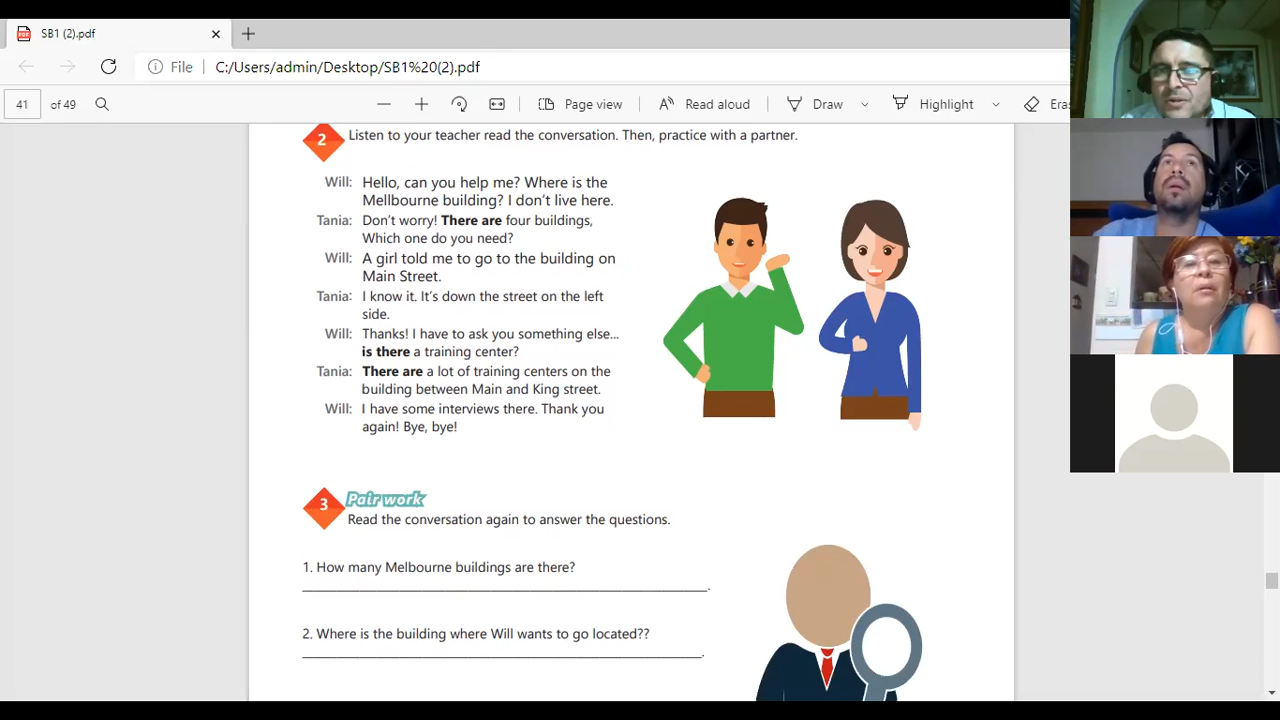 SB1 (2).pdf
File C:/Users/admin/Desktop/SB1%20(2).pdf
41 of 49 Page view Read aloud Draw Highlight Eras
2 Listen to your teacher read the conversation. Then, practice with a partner.
Will: Hello, can you help me? Where is the
Mellbourne building? I don't live here.
Tania: Don't worry! There are four buildings,
Which one do you need?
Will: A girl told me to go to the building on
Main Street.
Tania: I know it. It's down the street on the left
side.
Will: Thanks! I have to ask you something else...
is there a training center?
Tania: There are a lot of training centers on the
building between Main and King street.
Will: I have some interviews there. Thank you
again! Bye, bye!
3 Pair work
Read the conversation again to answer the questions.
1. How many Melbourne buildings are there?
2. Where is the building where Will wants to go located??